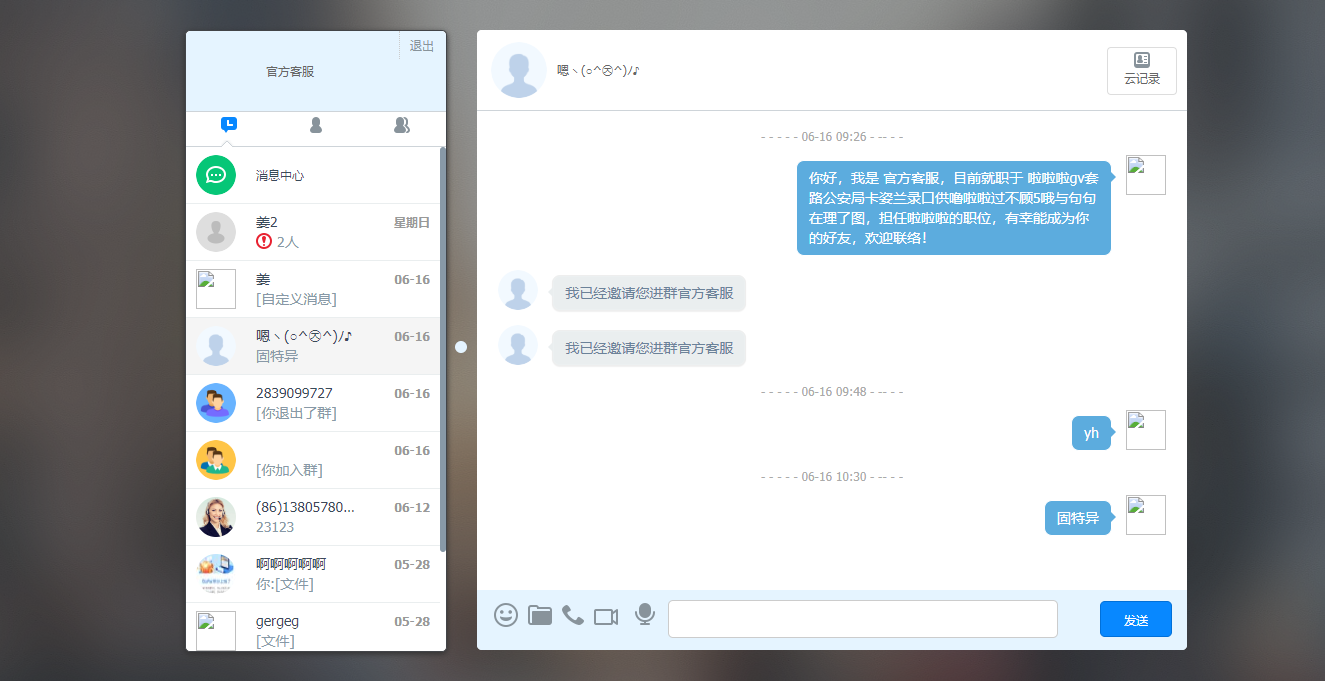 官方客服
退出
消息中心
姜2
星期日
2人
姜
06-16
[自定义消息]
嗯ヽ(○^㉨^)ﾉ♪
06-16
固特异
2839099727
06-16
[你退出了群]
06-16
[你加入群]
(86)13805780...
06-12
23123
啊啊啊啊啊
05-28
你:[文件]
gergeg
05-28
[文件]
嗯ヽ(○^㉨^)ﾉ♪
云记录
- - - - - 06-16 09:26 - -- - -
你好，我是 官方客服，目前就职于 啦啦啦gv套
路公安局卡姿兰录口供噜啦啦过不顾5哦与句句
在理了图，担任啦啦啦的职位，有幸能成为你
的好友，欢迎联络！
我已经邀请您进群官方客服
我已经邀请您进群官方客服
- - - - - 06-16 09:48 - -- - -
yh
- - - - - 06-16 10:30 - -- - -
固特异
发送